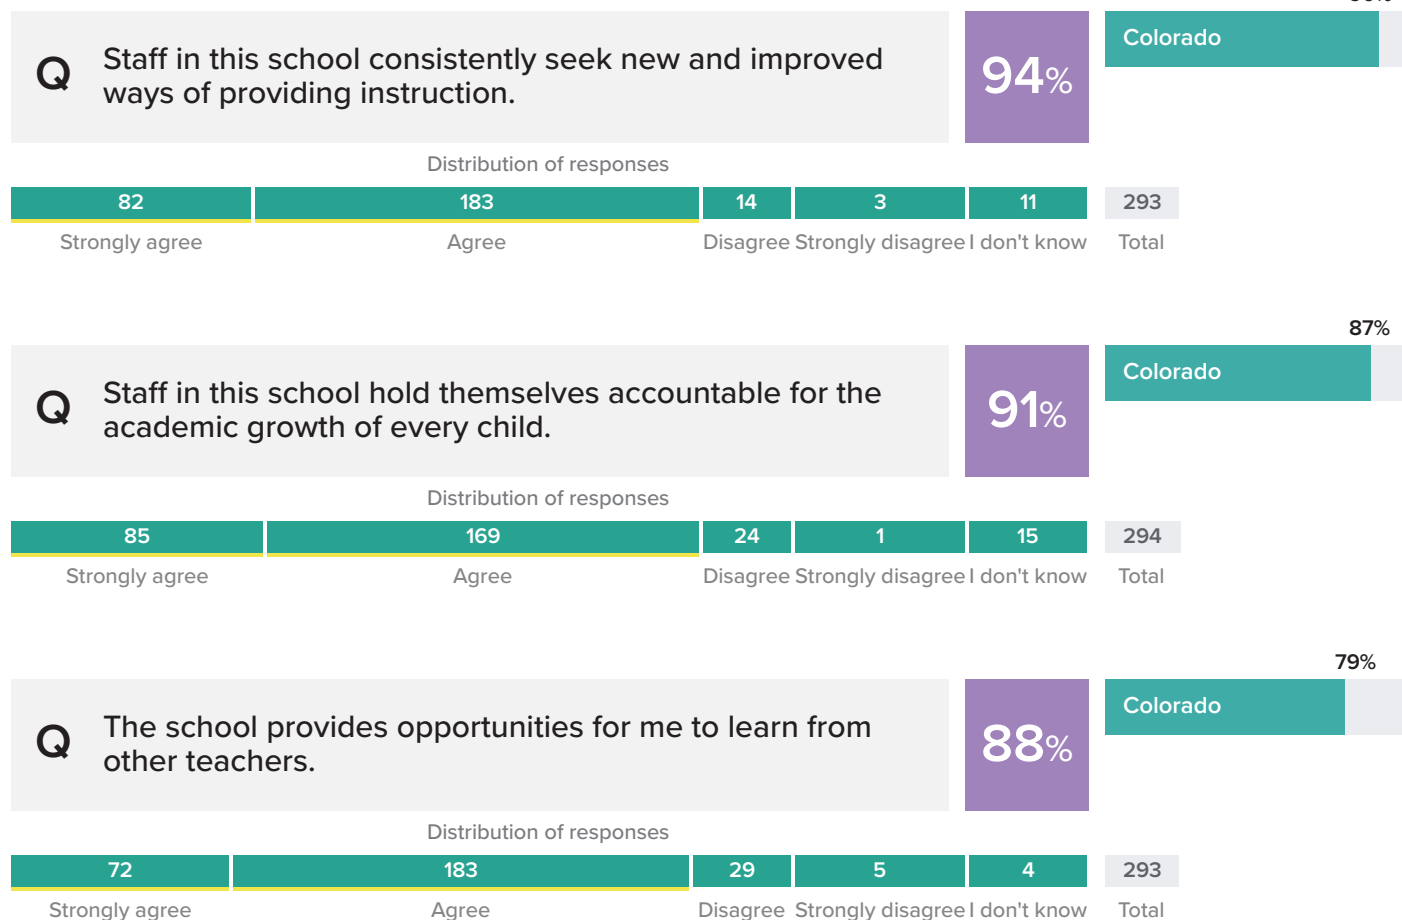 Q
Staff in this school consistently seek new and improved
ways of providing instruction.
94%
Colorado
Distribution of responses
82 183 14 3 11 293
Strongly agree Agree Disagree Strongly disagree I don't know Total
87%
Q
Staff in this school hold themselves accountable for the
academic growth of every child.
91%
Colorado
Distribution of responses
85 169 24 1 15 294
Strongly agree Agree Disagree Strongly disagree I don't know Total
79%
Q
The school provides opportunities for me to learn from
other teachers.
88%
Colorado
Distribution of responses
72 183 29 5 4 293
Strongly agree Agree Disagree Strongly disagree I don't know Total